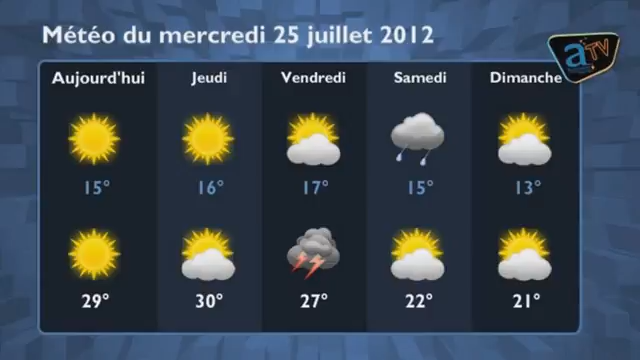 Météo du mercredi 25 juillet 2012
aTV
Aujourd'hui Jeudi Vendredi Samedi Dimanche
15° 16° 17° 15° 13°
29° 30° 27° 22° 21°